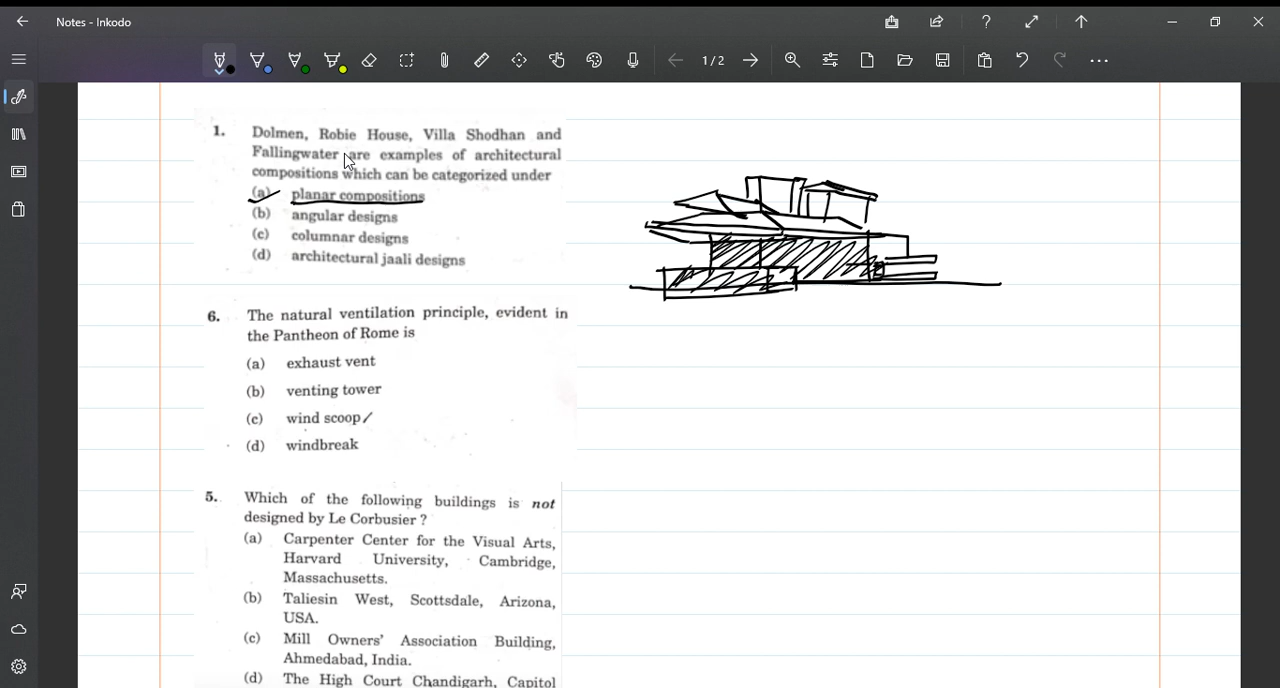 Notes - Inkodo
1 / 2
1. Dolmen, Robie House, Villa Shodhan and
Fallingwater are examples of architectural
compositions which can be categorized under
(a) planar compositions
(b) angular designs
(c) columnar designs
(d) architectural jaali designs
6. The natural ventilation principle, evident in
the Pantheon of Rome is
(a) exhaust vent
(b) venting tower
(c) wind scoop
(d) windbreak
5. Which of the following buildings is not
designed by Le Corbusier ?
(a) Carpenter Center for the Visual Arts,
Harvard University, Cambridge,
Massachusetts.
(b) Taliesin West, Scottsdale, Arizona,
USA.
(c) Mill Owners' Association Building,
Ahmedabad, India.
(d) The High Court Chandigarh, Capitol